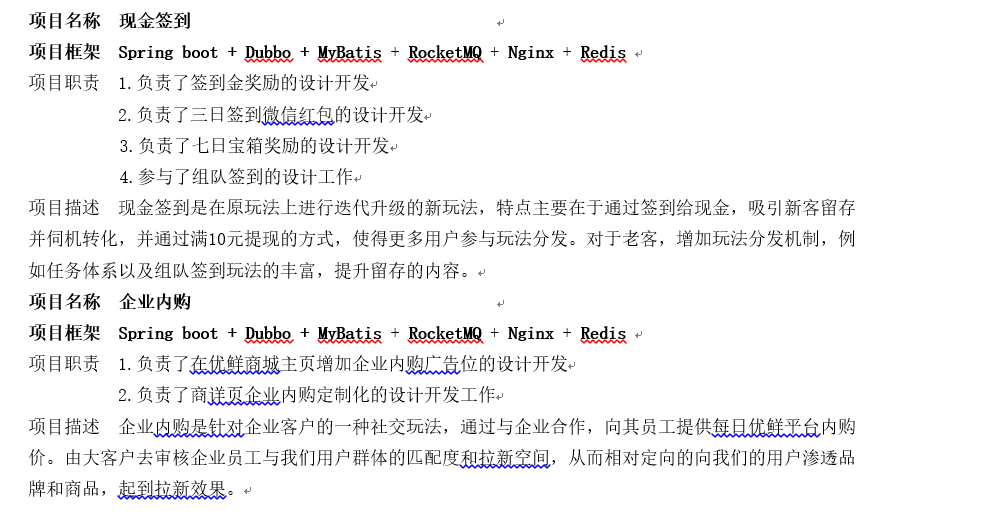 项目名称 现金签到
项目框架 Spring boot + Dubbo + MyBatis + RocketMQ + Nginx + Redis
项目职责 1.负责了签到金奖励的设计开发
2.负责了三日签到微信红包的设计开发
3.负责了七日宝箱奖励的设计开发
4.参与了组队签到的设计工作
项目描述 现金签到是在原玩法上进行迭代升级的新玩法，特点主要在于通过签到给现金，吸引新客留存
并伺机转化，并通过满10元提现的方式，使得更多用户参与玩法分发。对于老客，增加玩法分发机制，例
如任务体系以及组队签到玩法的丰富，提升留存的内容。
项目名称 企业内购
项目框架 Spring boot + Dubbo + MyBatis + RocketMQ + Nginx + Redis
项目职责 1.负责了在优鲜商城主页增加企业内购广告位的设计开发
2.负责了商详页企业内购定制化的设计开发工作
项目描述 企业内购是针对企业客户的一种社交玩法，通过与企业合作，向其员工提供每日优鲜平台内购
价。由大客户去审核企业员工与我们用户群体的匹配度和拉新空间，从而相对定向的向我们的用户渗透品
牌和商品，起到拉新效果。